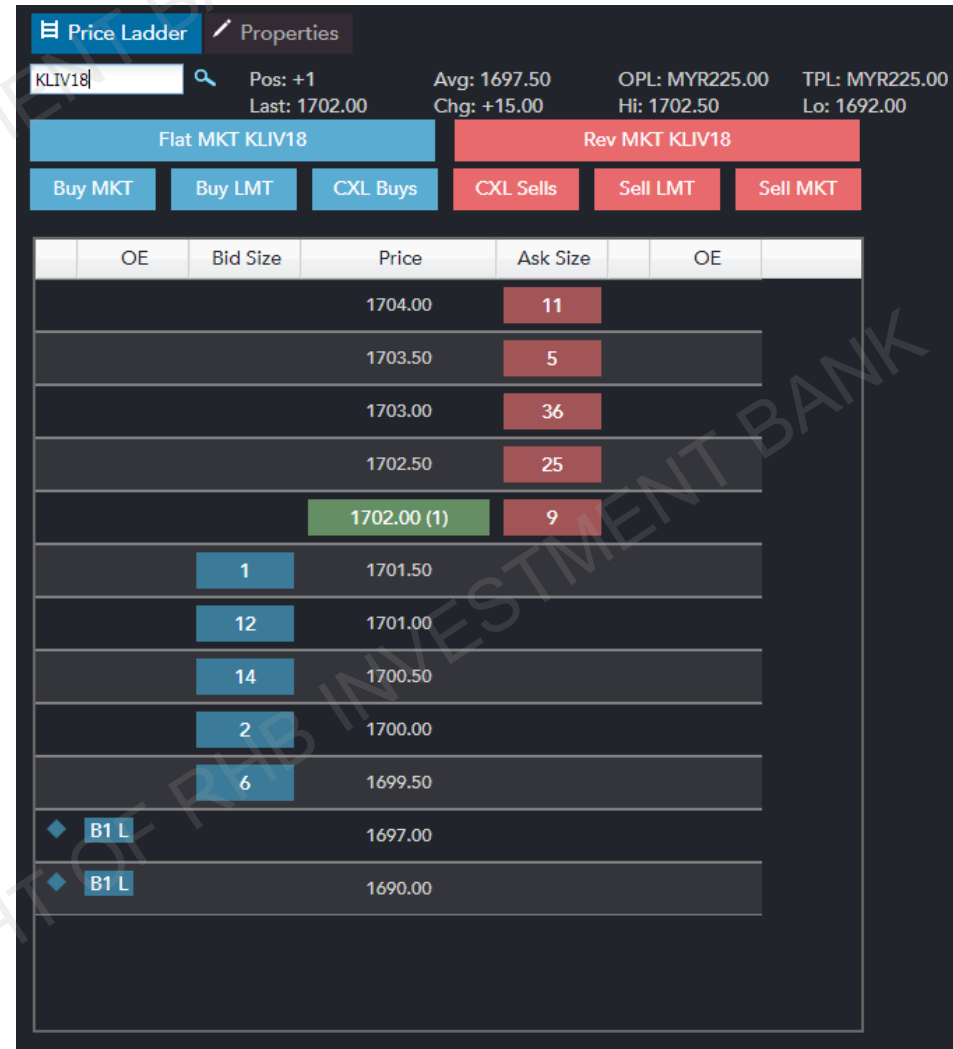 Price Ladder Properties
KLIV18 Pos: +1 Avg: 1697.50 OPL: MYR225.00 TPL: MYR225.00
Last: 1702.00 Chg: +15.00 Hi: 1702.50 Lo: 1692.00
Flat MKT KLIV18 Rev MKT KLIV18
Buy MKT Buy LMT CXL Buys CXL Sells Sell LMT Sell MKT
OE Bid Size Price Ask Size OE
1704.00 11
1703.50 5
1703.00 36
1702.50 25
1702.00 (1) 9
1 1701.50
12 1701.00
14 1700.50
2 1700.00
6 1699.50
B1 L 1697.00
B1 L 1690.00
OF RHB INVESTMENT BANK